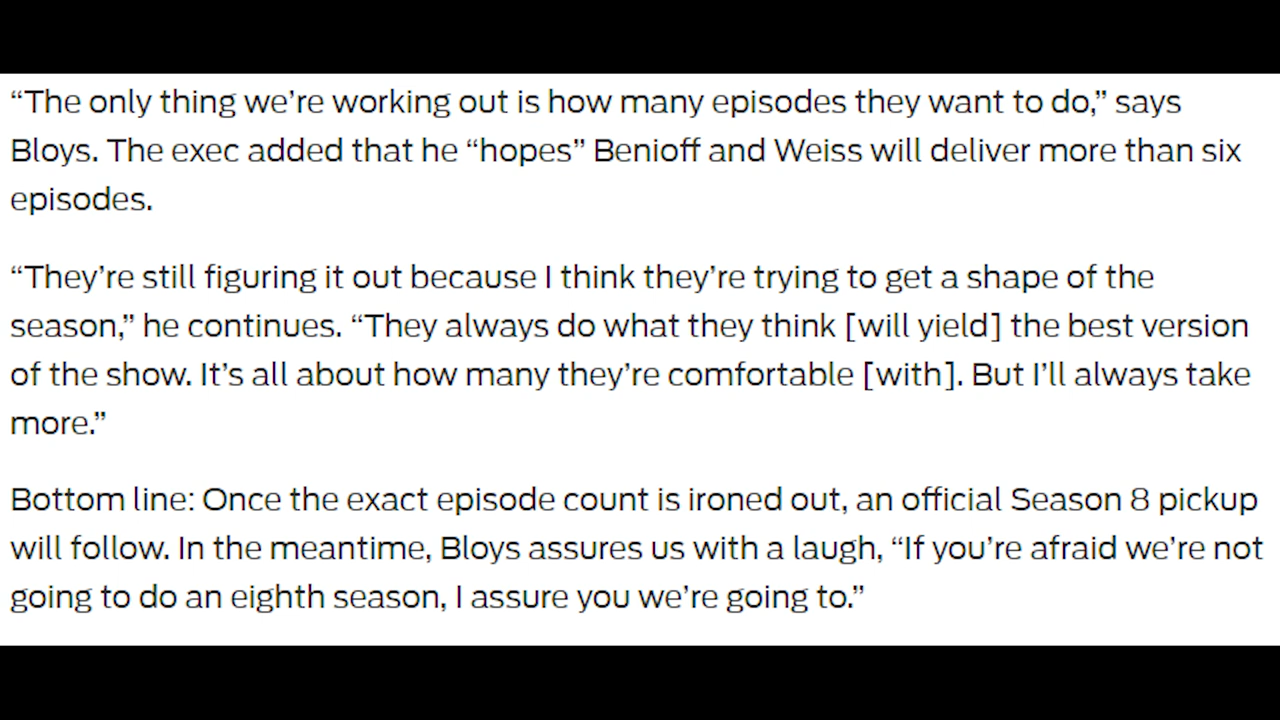 “The only thing we’re working out is how many episodes they want to do,” says
Bloys. The exec added that he “hopes” Benioff and Weiss will deliver more than six
episodes.
“They’re still figuring it out because I think they’re trying to get a shape of the
season,” he continues. “They always do what they think [will yield] the best version
of the show. It’s all about how many they’re comfortable [with]. But I’ll always take
more.”
Bottom line: Once the exact episode count is ironed out, an official Season 8 pickup
will follow. In the meantime, Bloys assures us with a laugh, “If you’re afraid we’re not
going to do an eighth season, I assure you we’re going to.”